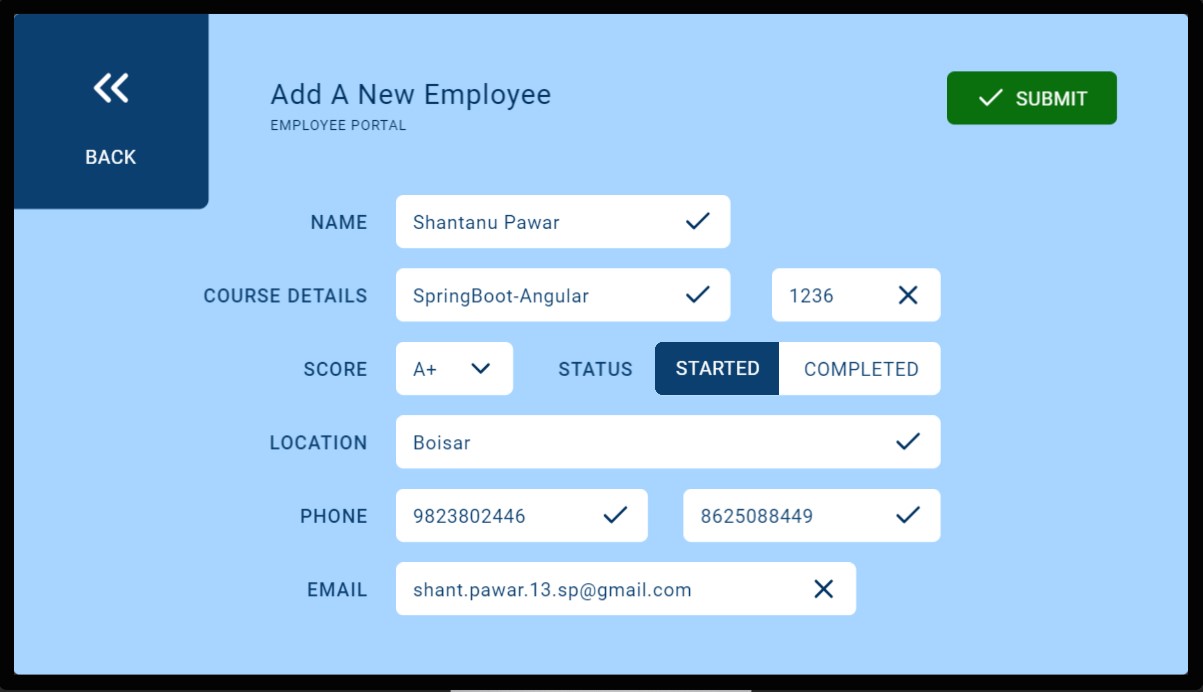 BACK
Add A New Employee
EMPLOYEE PORTAL
SUBMIT
NAME Shantanu Pawar
COURSE DETAILS SpringBoot-Angular 1236
SCORE A+ STATUS STARTED COMPLETED
LOCATION Boisar
PHONE 9823802446 8625088449
EMAIL shant.pawar.13.sp@gmail.com